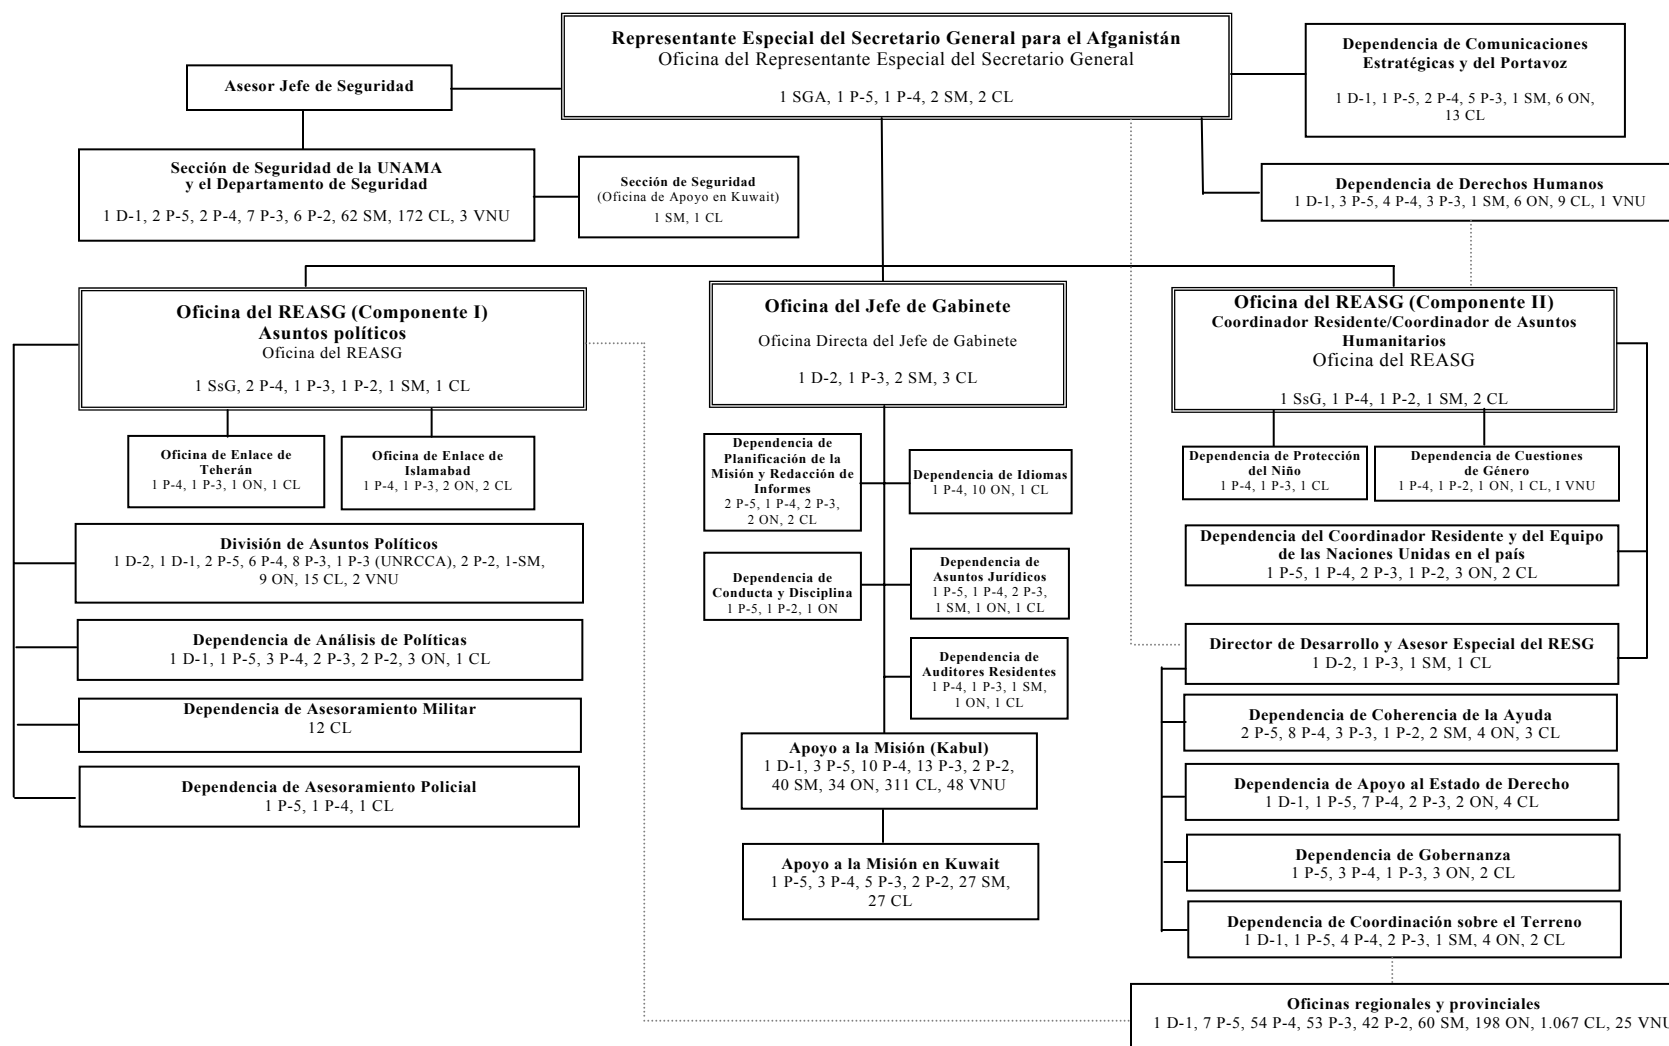 Representante Especial del Secretario General para el Afganistán
Oficina del Representante Especial del Secretario General
1 SGA, 1 P-5, 1 P-4, 2 SM, 2 CL
Dependencia de Comunicaciones
Estratégicas y del Portavoz
1 D-1, 1 P-5, 2 P-4, 5 P-3, 1 SM, 6 ON,
13 CL
Asesor Jefe de Seguridad
Sección de Seguridad de la UNAMA
y el Departamento de Seguridad
1 D-1, 2 P-5, 2 P-4, 7 P-3, 6 P-2, 62 SM, 172 CL, 3 VNU
Sección de Seguridad
(Oficina de Apoyo en Kuwait)
1 SM, 1 CL
Dependencia de Derechos Humanos
1 D-1, 3 P-5, 4 P-4, 3 P-3, 1 SM, 6 ON, 9 CL, 1 VNU
Oficina del REASG (Componente I)
Asuntos políticos
Oficina del REASG
1 SsG, 2 P-4, 1 P-3, 1 P-2, 1 SM, 1 CL
Oficina del Jefe de Gabinete
Oficina Directa del Jefe de Gabinete
1 D-2, 1 P-3, 2 SM, 3 CL
Oficina del REASG (Componente II)
Coordinador Residente/Coordinador de Asuntos
Humanitarios
Oficina del REASG
1 SsG, 1 P-4, 1 P-2, 1 SM, 2 CL
Oficina de Enlace de
Teherán
1 P-4, 1 P-3, 1 ON, 1 CL
Oficina de Enlace de
Islamabad
1 P-4, 1 P-3, 2 ON, 2 CL
Dependencia de
Planificación de la
Misión y Redacción de
Informes
2 P-5, 1 P-4, 2 P-3,
2 ON, 2 CL
Dependencia de Idiomas
1 P-4, 10 ON, 1 CL
Dependencia de Protección
del Niño
1 P-4, 1 P-3, 1 CL
Dependencia de Cuestiones
de Género
1 P-4, 1 P-2, 1 ON, 1 CL, I VNU
División de Asuntos Políticos
1 D-2, 1 D-1, 2 P-5, 6 P-4, 8 P-3, 1 P-3 (UNRCCA), 2 P-2, 1-SM,
9 ON, 15 CL, 2 VNU
Dependencia de
Conducta y Disciplina
1 P-5, 1 P-2, 1 ON
Dependencia de
Asuntos Jurídicos
1 P-5, 1 P-4, 2 P-3,
1 SM, 1 ON, 1 CL
Dependencia del Coordinador Residente y del Equipo
de las Naciones Unidas en el país
1 P-5, 1 P-4, 2 P-3, 1 P-2, 3 ON, 2 CL
Dependencia de Análisis de Políticas
1 D-1, 1 P-5, 3 P-4, 2 P-3, 2 P-2, 3 ON, 1 CL
Dependencia de
Auditores Residentes
1 P-4, 1 P-3, 1 SM,
1 ON, 1 CL
Director de Desarrollo y Asesor Especial del RESG
1 D-2, 1 P-3, 1 SM, 1 CL
Dependencia de Asesoramiento Militar
12 CL
Dependencia de Coherencia de la Ayuda
2 P-5, 8 P-4, 3 P-3, 1 P-2, 2 SM, 4 ON, 3 CL
Apoyo a la Misión (Kabul)
1 D-1, 3 P-5, 10 P-4, 13 P-3, 2 P-2,
40 SM, 34 ON, 311 CL, 48 VNU
Dependencia de Asesoramiento Policial
1 P-5, 1 P-4, 1 CL
Dependencia de Apoyo al Estado de Derecho
1 D-1, 1 P-5, 7 P-4, 2 P-3, 2 ON, 4 CL
Apoyo a la Misión en Kuwait
1 P-5, 3 P-4, 5 P-3, 2 P-2, 27 SM,
27 CL
Dependencia de Gobernanza
1 P-5, 3 P-4, 1 P-3, 3 ON, 2 CL
Dependencia de Coordinación sobre el Terreno
1 D-1, 1 P-5, 4 P-4, 2 P-3, 1 SM, 4 ON, 2 CL
Oficinas regionales y provinciales
1 D-1, 7 P-5, 54 P-4, 53 P-3, 42 P-2, 60 SM, 198 ON, 1.067 CL, 25 VNU